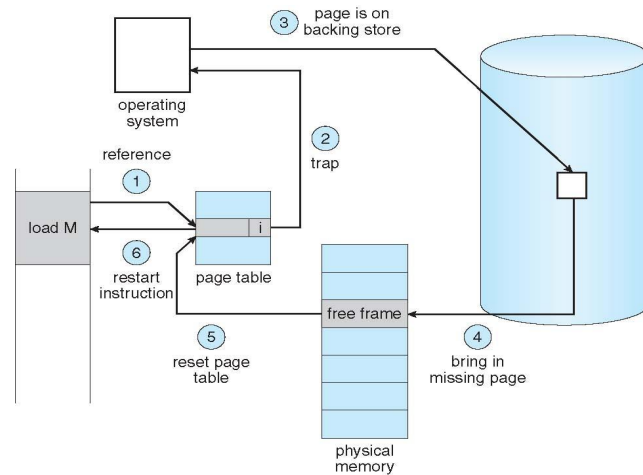 3
page is on
backing store
operating
system
2
trap
reference
1
load M
i
6
restart
instruction
page table
5
reset page
table
free frame
4
bring in
missing page
physical
memory